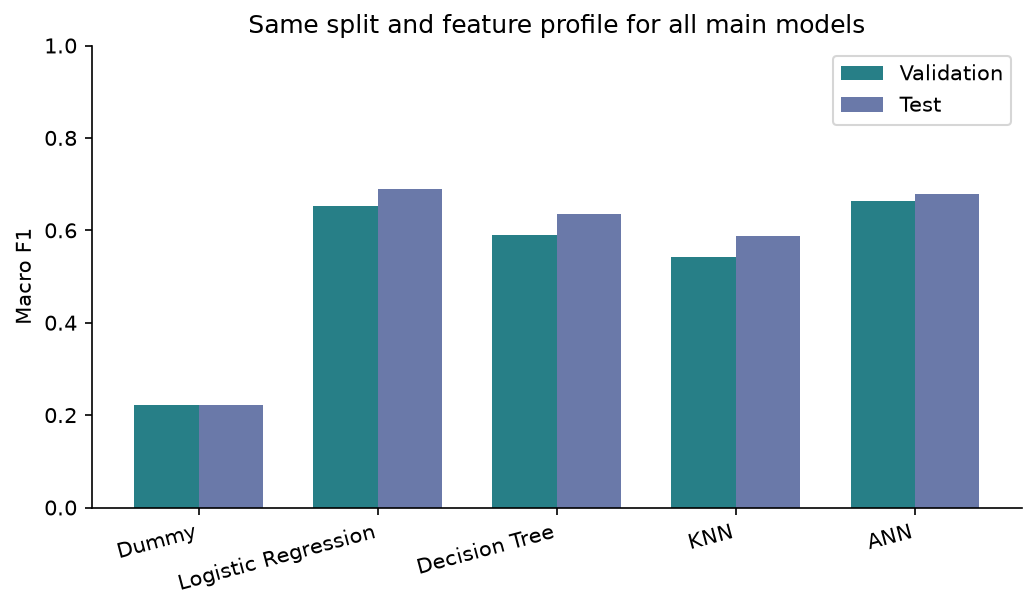 Same split and feature profile for all main models
Validation
Test
Macro F1
1.0
0.8
0.6
0.4
0.2
0.0
Dummy
Logistic Regression
Decision Tree
KNN
ANN